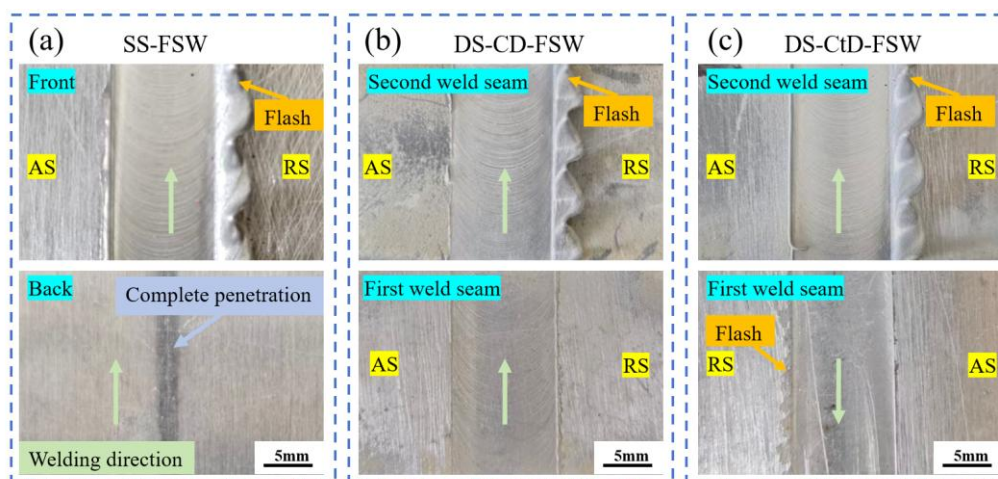 (a) SS-FSW
Front
Flash
AS
RS
Back
Complete penetration
Welding direction
5mm
(b) DS-CD-FSW
Second weld seam
Flash
AS
RS
First weld seam
AS
RS
5mm
(c) DS-CtD-FSW
Second weld seam
Flash
AS
RS
First weld seam
Flash
RS
AS
5mm